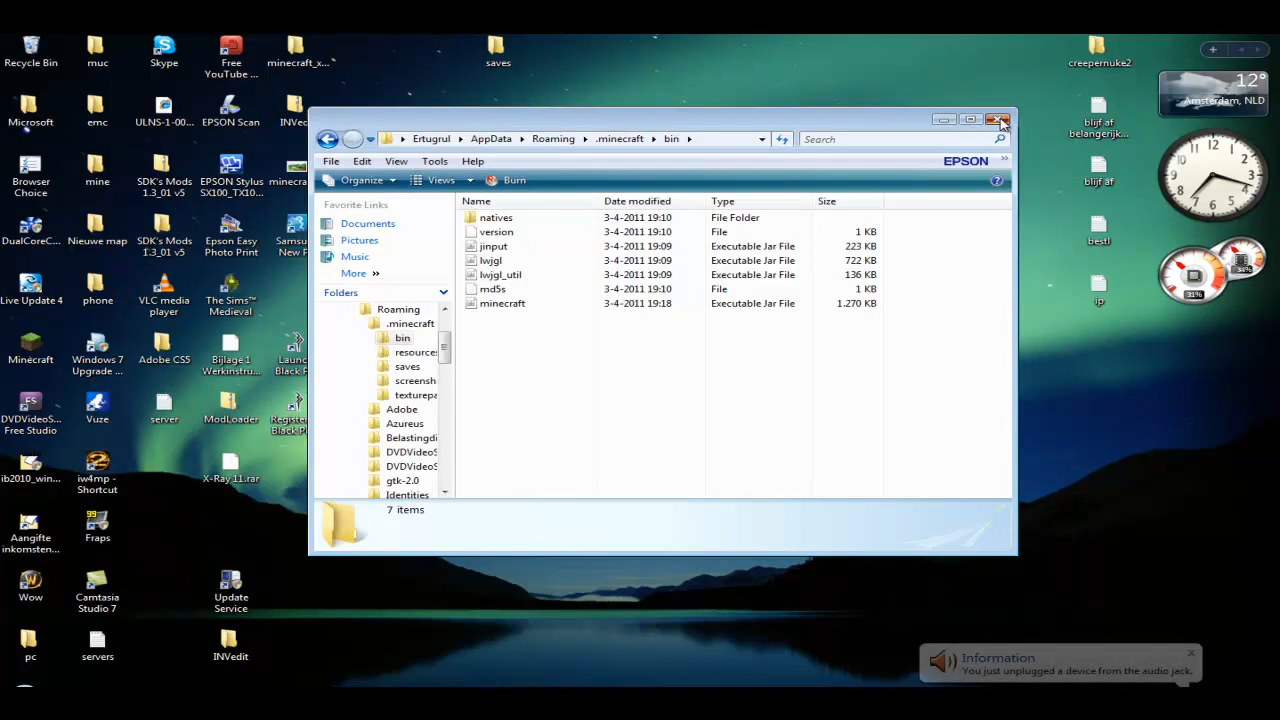 Recycle Bin
muc
Skype
Free
YouTube ...
minecraft_x...
saves
creepernuke2
12°
Amsterdam, NLD
Microsoft
emc
ULNS-1-00...
EPSON Scan
INVec
blijf af
belangerijk...
Browser
Choice
mine
SDK's Mods
1.3_01 v5
EPSON Stylus
SX100_TX10...
minecra
blijf af
DualCoreC...
Nieuwe map
SDK's Mods
1.3_01 v5
Epson Easy
Photo Print
Samsu
New F
bestl
Live Update 4
phone
VLC media
player
The Sims™
Medieval
ip
31%
34%
Minecraft
Windows 7
Upgrade ...
Adobe CS5
Bijlage 1
Werkinstru...
Launc
Black F
DVDVideoS...
Free Studio
Vuze
server
ModLoader
Register
Black Pi
ib2010_win...
iw4mp -
Shortcut
X-Ray 11.rar
Aangifte
inkomsten...
99
Fraps
Wow
Camtasia
Studio 7
Update
Service
pc
servers
INVedit
Ertugrul AppData Roaming .minecraft bin
Search
File Edit View Tools Help
EPSON
Organize Views Burn
Favorite Links
Documents
Pictures
Music
More
Folders
Roaming
.minecraft
bin
resource
saves
screensh
texturepa
Adobe
Azureus
Belastingdi
DVDVideoS
DVDVideoS
gtk-2.0
Identities
Name Date modified Type Size
natives 3-4-2011 19:10 File Folder
version 3-4-2011 19:10 File 1 KB
jinput 3-4-2011 19:09 Executable Jar File 223 KB
lwjgl 3-4-2011 19:09 Executable Jar File 722 KB
lwjgl_util 3-4-2011 19:09 Executable Jar File 136 KB
md5s 3-4-2011 19:10 File 1 KB
minecraft 3-4-2011 19:18 Executable Jar File 1.270 KB
7 items
Information
You just unplugged a device from the audio jack.